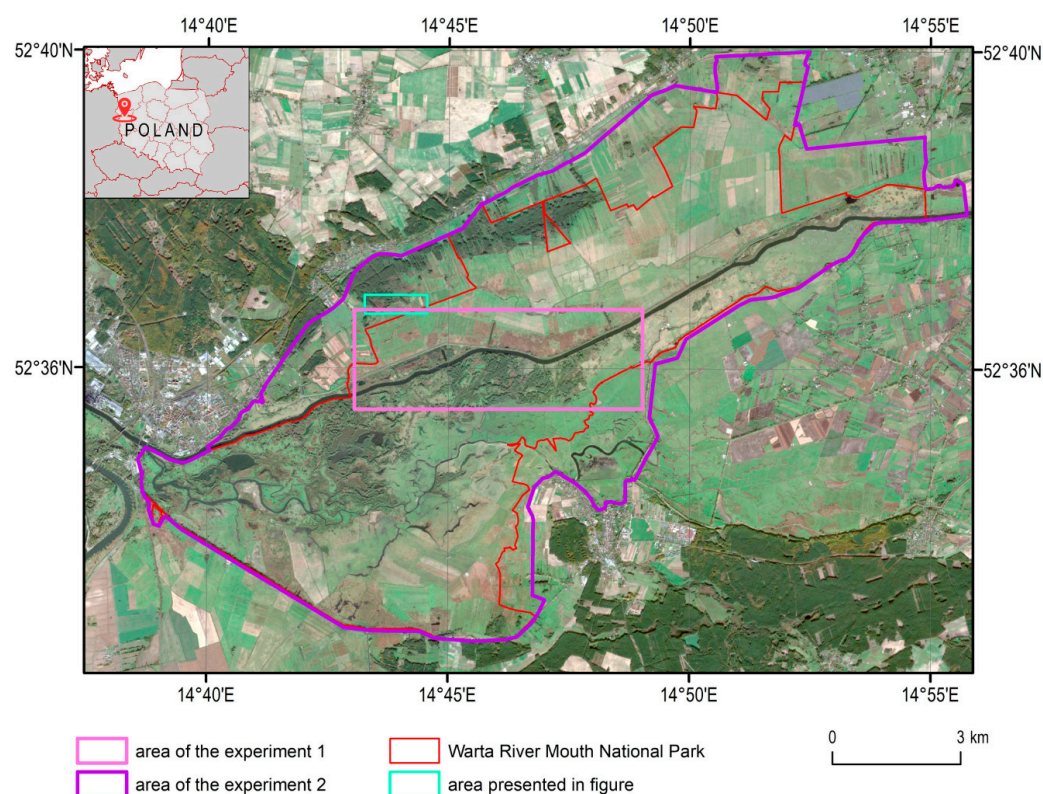 14°40'E 14°45'E 14°50'E 14°55'E
52°40'N 52°40'N
POLAND
52°36'N 52°36'N
14°40'E 14°45'E 14°50'E 14°55'E
area of the experiment 1 Warta River Mouth National Park 0 3 km
area of the experiment 2 area presented in figure